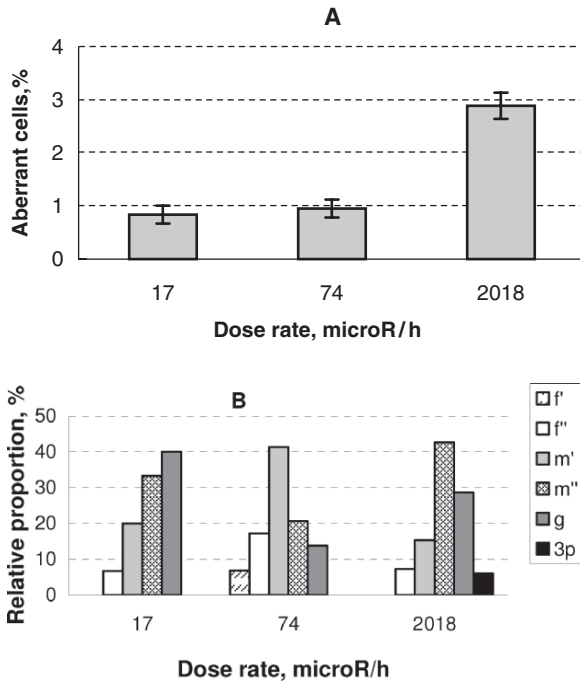 A
4
3
2
1
0
Aberrant cells,%
17 74 2018
Dose rate, microR/h
B
50
40
30
20
10
0
Relative proportion, %
17 74 2018
Dose rate, microR/h
f'
f''
m'
m''
g
3p